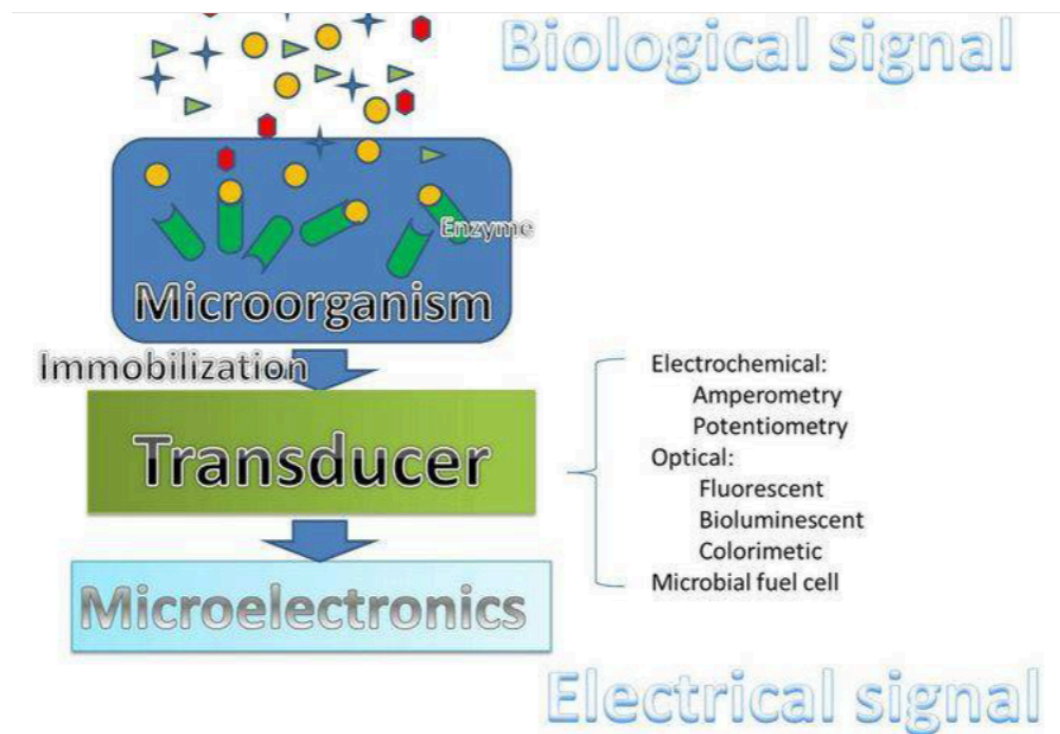 Biological signal
Enzyme
Microorganism
Immobilization
Transducer
Electrochemical:
Amperometry
Potentiometry
Optical:
Fluorescent
Bioluminescent
Colorimetic
Microbial fuel cell
Microelectronics
Electrical signal